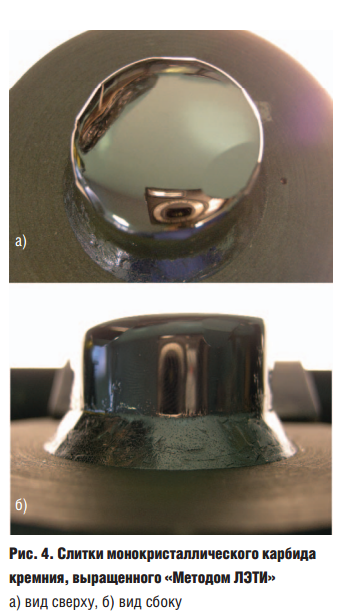 а)
б)
Рис. 4. Слитки монокристаллического карбида
кремния, выращенного «Методом ЛЭТИ»
а) вид сверху, б) вид сбоку